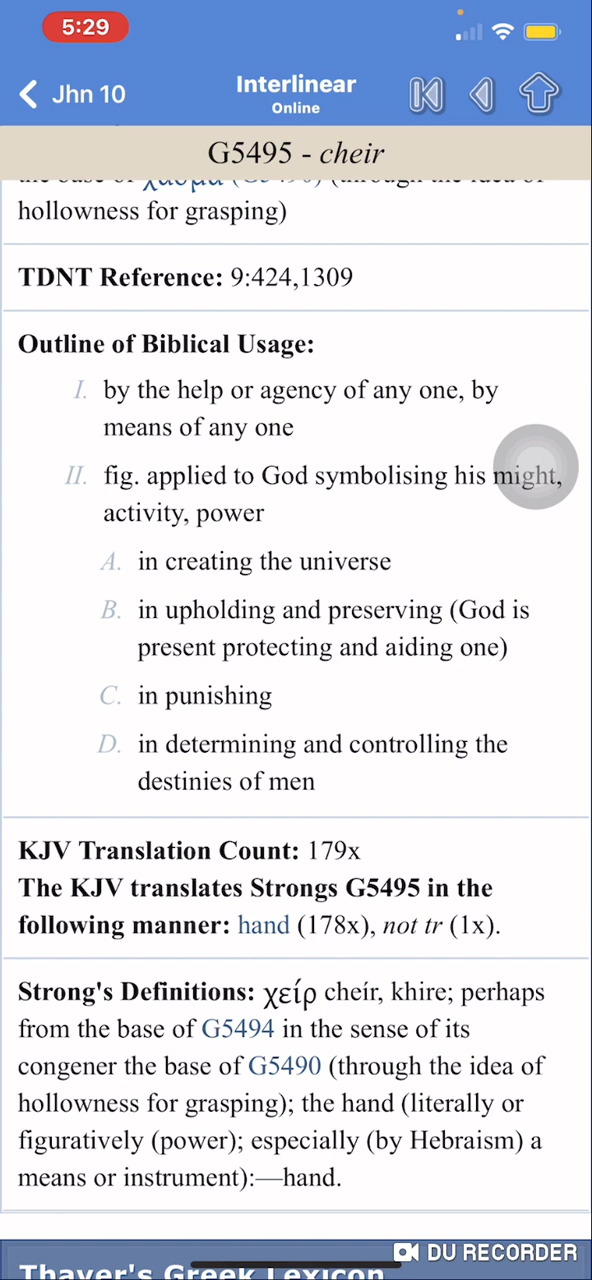 5:29
Jhn 10
Interlinear
Online
G5495 - cheir
hollowness for grasping)
TDNT Reference: 9:424,1309
Outline of Biblical Usage:
I. by the help or agency of any one, by
means of any one
II. fig. applied to God symbolising his might,
activity, power
A. in creating the universe
B. in upholding and preserving (God is
present protecting and aiding one)
C. in punishing
D. in determining and controlling the
destinies of men
KJV Translation Count: 179x
The KJV translates Strongs G5495 in the
following manner: hand (178x), not tr (1x).
Strong's Definitions: χείρ cheír, khire; perhaps
from the base of G5494 in the sense of its
congener the base of G5490 (through the idea of
hollowness for grasping); the hand (literally or
figuratively (power); especially (by Hebraism) a
means or instrument):—hand.
DU RECORDER
Thayer's Greek Lexicon